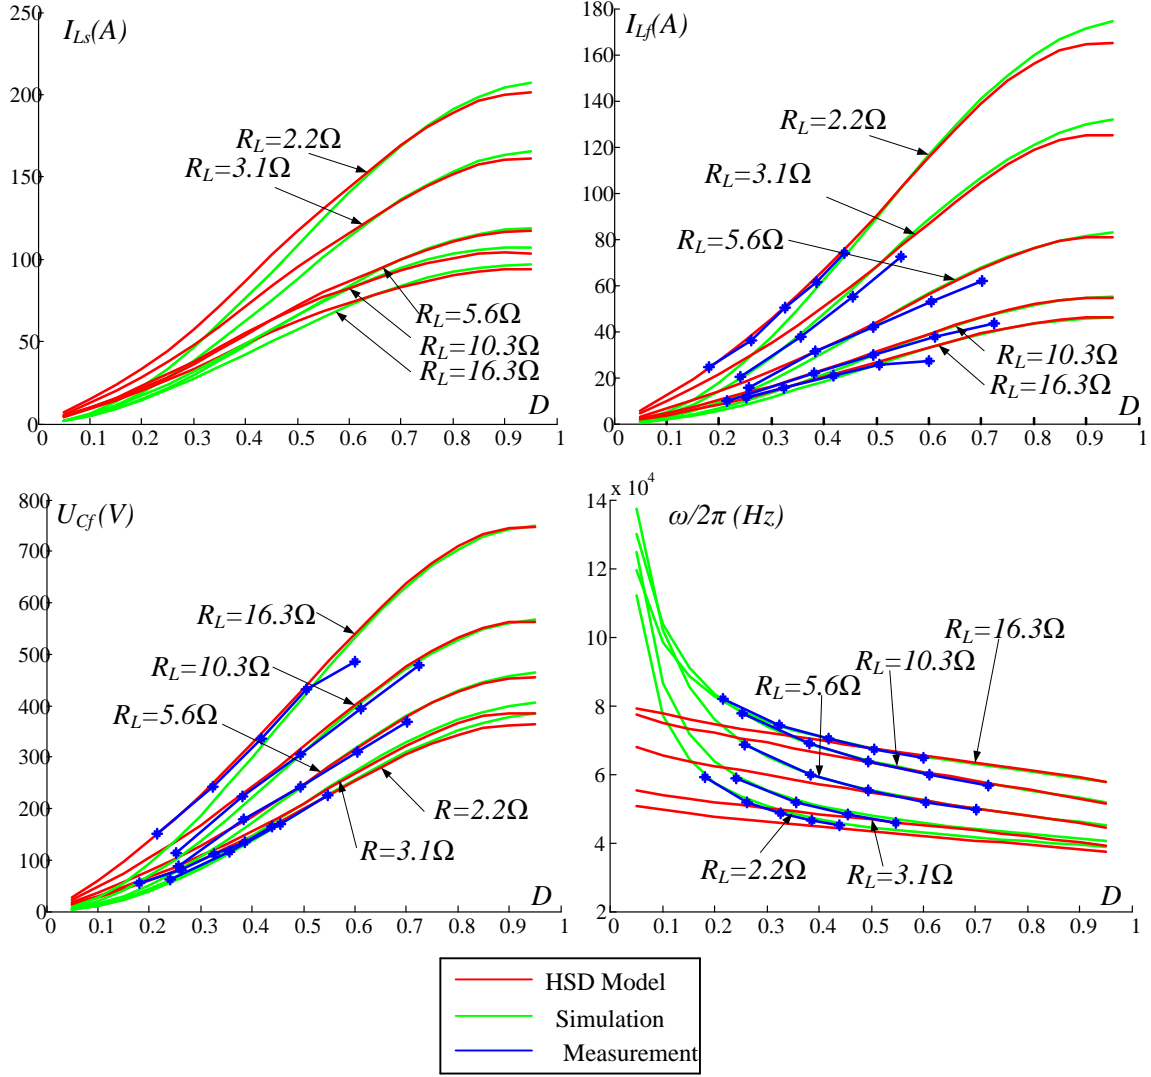 I_Ls(A)
250
200
150
100
50
0
R_L=2.2Ω
R_L=3.1Ω
R_L=5.6Ω
R_L=10.3Ω
R_L=16.3Ω
D
0 0.1 0.2 0.3 0.4 0.5 0.6 0.7 0.8 0.9 1
I_Lf(A)
180
160
140
120
100
80
60
40
20
0
R_L=2.2Ω
R_L=3.1Ω
R_L=5.6Ω
R_L=10.3Ω
R_L=16.3Ω
D
0 0.1 0.2 0.3 0.4 0.5 0.6 0.7 0.8 0.9 1
U_Cf(V)
800
700
600
500
400
300
200
100
0
R_L=16.3Ω
R_L=10.3Ω
R_L=5.6Ω
R=2.2Ω
R=3.1Ω
D
0 0.1 0.2 0.3 0.4 0.5 0.6 0.7 0.8 0.9 1
x 10^4
ω/2π (Hz)
14
12
10
8
6
4
2
R_L=16.3Ω
R_L=10.3Ω
R_L=5.6Ω
R_L=2.2Ω
R_L=3.1Ω
D
0 0.1 0.2 0.3 0.4 0.5 0.6 0.7 0.8 0.9 1
HSD Model
Simulation
Measurement